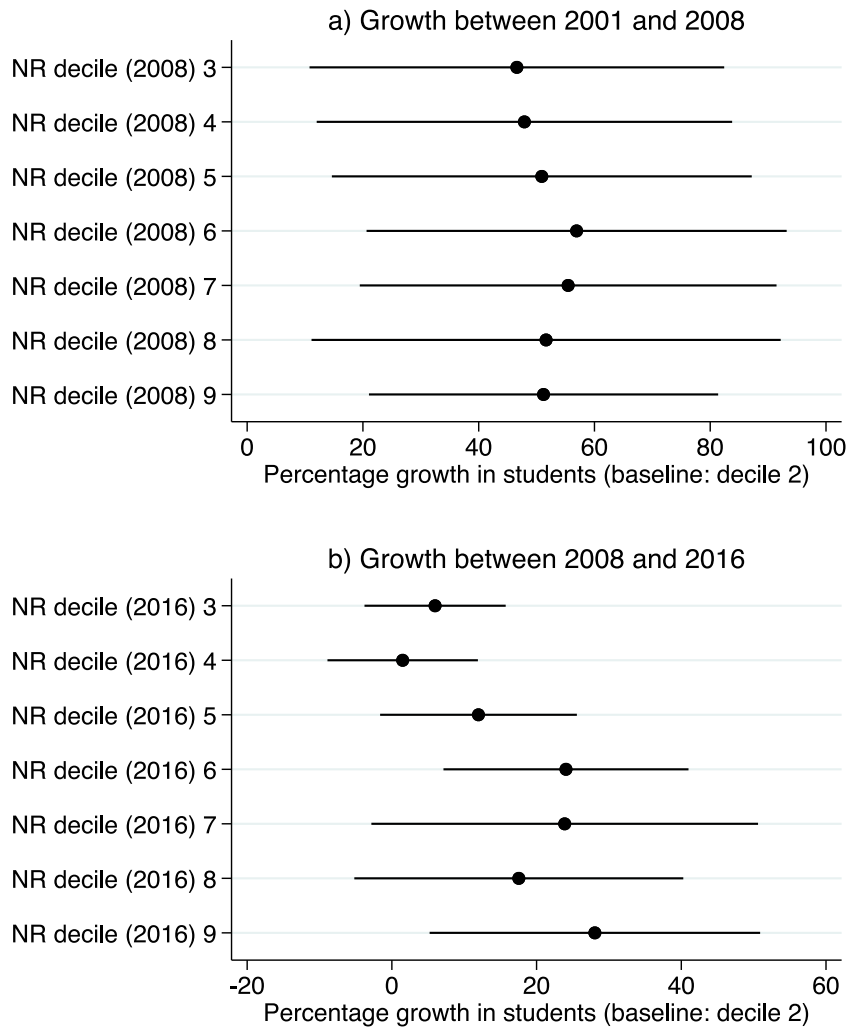 a) Growth between 2001 and 2008
NR decile (2008) 3
NR decile (2008) 4
NR decile (2008) 5
NR decile (2008) 6
NR decile (2008) 7
NR decile (2008) 8
NR decile (2008) 9
0 20 40 60 80 100
Percentage growth in students (baseline: decile 2)
b) Growth between 2008 and 2016
NR decile (2016) 3
NR decile (2016) 4
NR decile (2016) 5
NR decile (2016) 6
NR decile (2016) 7
NR decile (2016) 8
NR decile (2016) 9
-20 0 20 40 60
Percentage growth in students (baseline: decile 2)